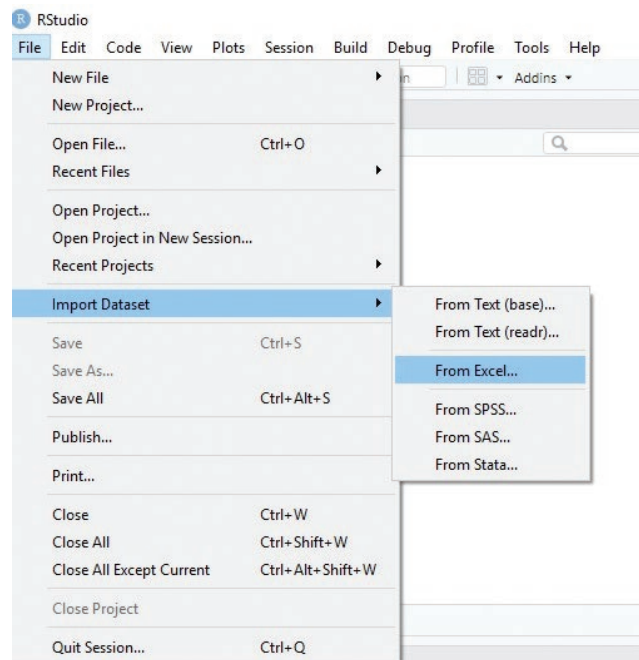 RStudio
File Edit Code View Plots Session Build Debug Profile Tools Help
New File
Addins
New Project...
Open File... Ctrl+O
Recent Files
Open Project...
Open Project in New Session...
Recent Projects
Import Dataset
From Text (base)...
From Text (readr)...
From Excel...
From SPSS...
From SAS...
From Stata...
Save Ctrl+S
Save As...
Save All Ctrl+Alt+S
Publish...
Print...
Close Ctrl+W
Close All Ctrl+Shift+W
Close All Except Current Ctrl+Alt+Shift+W
Close Project
Quit Session... Ctrl+Q